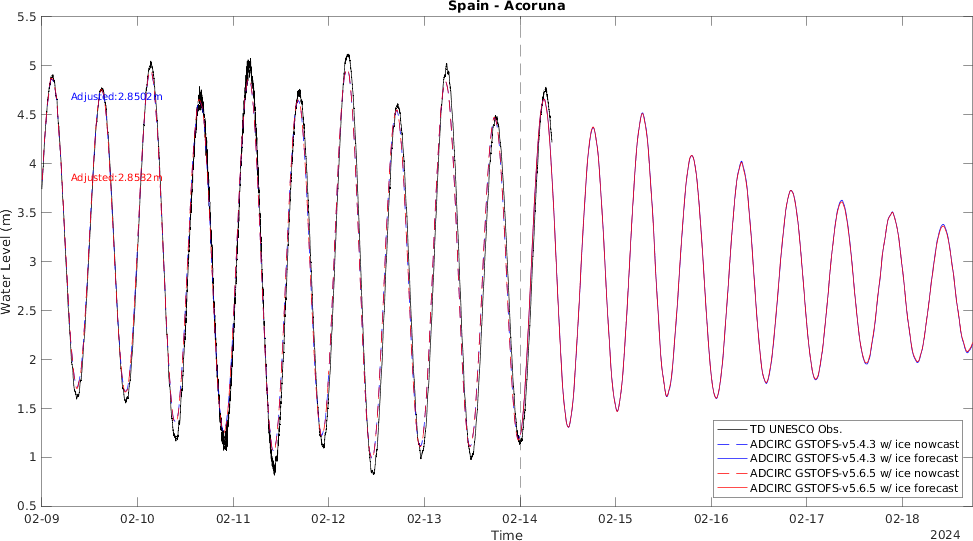 Spain - Acoruna
5.5
5
4.5
4
3.5
3
2.5
2
1.5
1
0.5
Water Level (m)
Adjusted:2.8502m
Adjusted:2.8532m
TD UNESCO Obs.
ADCIRC GSTOFS-v5.4.3 w/ ice nowcast
ADCIRC GSTOFS-v5.4.3 w/ ice forecast
ADCIRC GSTOFS-v5.6.5 w/ ice nowcast
ADCIRC GSTOFS-v5.6.5 w/ ice forecast
02-09 02-10 02-11 02-12 02-13 02-14 02-15 02-16 02-17 02-18
Time
2024